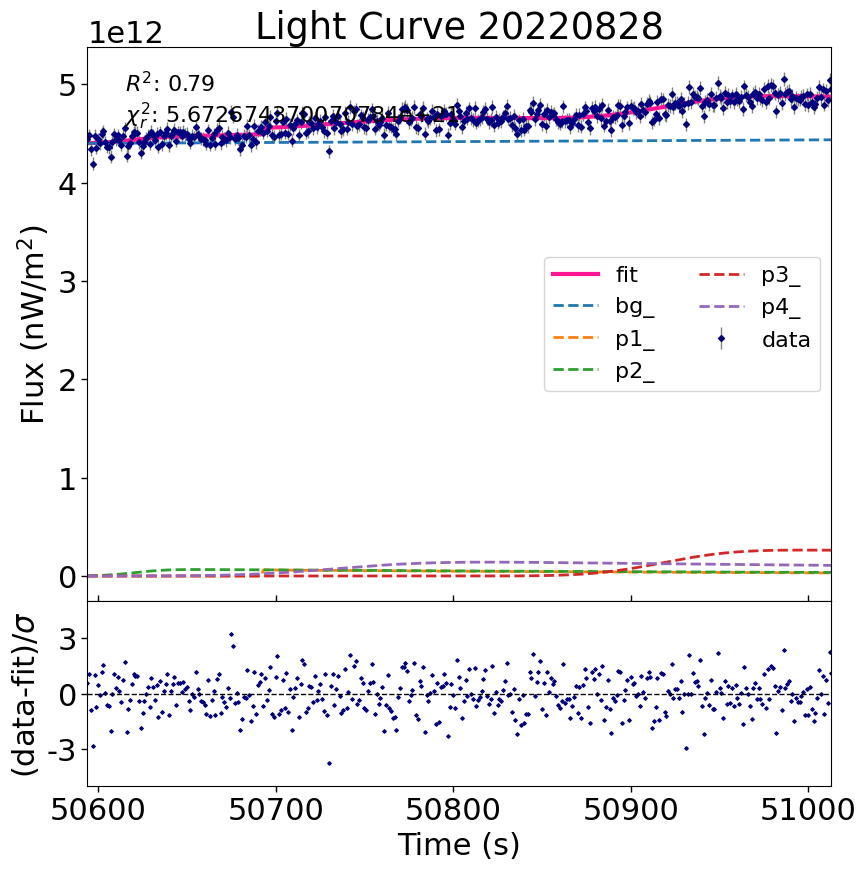 Light Curve 20220828
1e12
R²: 0.79
5
4
3
2
1
0
Flux (nW/m²)
fit
bg_
p1_
p2_
p3_
p4_
data
3
0
-3
(data-fit)/σ
50600 50700 50800 50900 51000
Time (s)